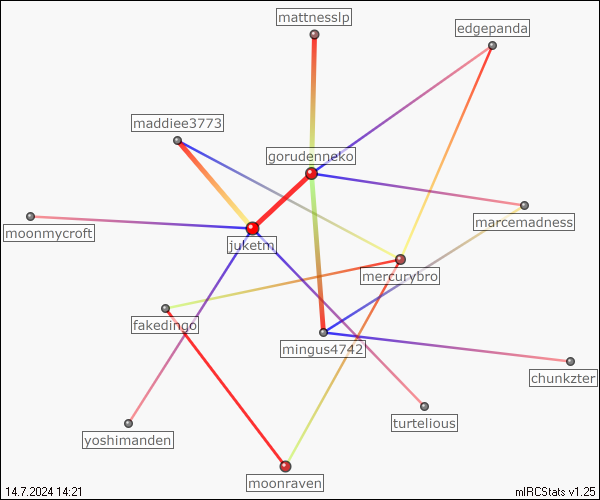 mattnesslp
edgepanda
maddiee3773
gorudenneko
marcemadness
moonmycroft
juketm
mercurybro
fakedingo
mingus4742
chunkzter
turtelious
yoshimanden
moonraven
14.7.2024 14:21
mIRCStats v1.25